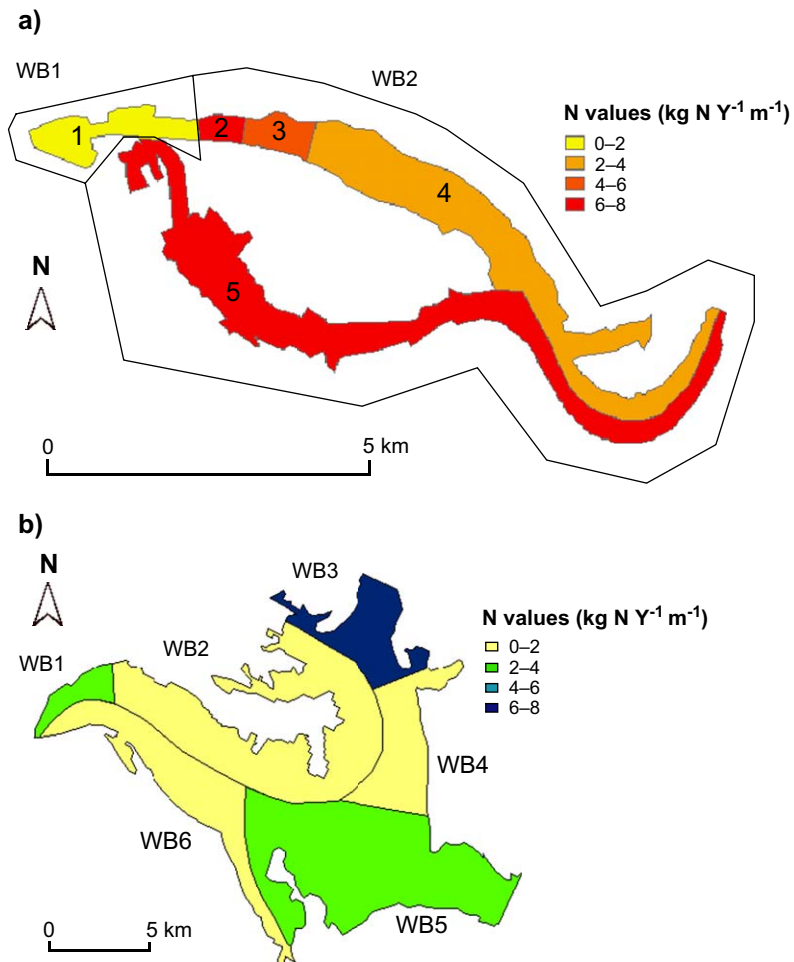 a)
WB1
WB2
N values (kg N Y⁻¹ m⁻¹)
0–2
2–4
4–6
6–8
1
2
3
4
5
N
0 5 km
b)
N
WB3
N values (kg N Y⁻¹ m⁻¹)
0–2
2–4
4–6
6–8
WB1
WB2
WB4
WB6
WB5
0 5 km